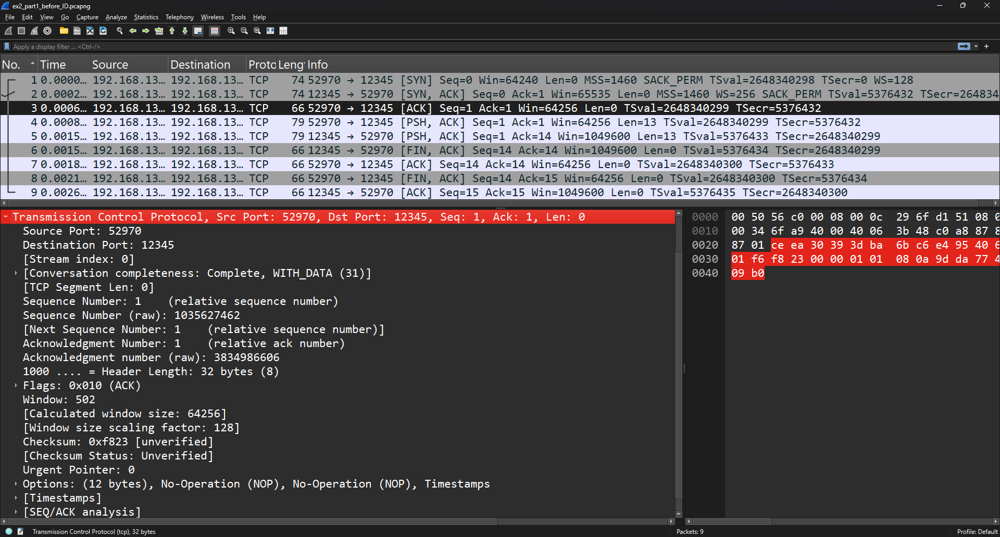 ex2_part1_before_ID.pcapng
File Edit View Go Capture Analyze Statistics Telephony Wireless Tools Help
Apply a display filter ... <Ctrl-/>
No. Time Source Destination Proto Leng Info
1 0.0000... 192.168.13... 192.168.13... TCP 74 52970 → 12345 [SYN] Seq=0 Win=64240 Len=0 MSS=1460 SACK_PERM TSval=2648340298 TSecr=0 WS=128
2 0.0002... 192.168.13... 192.168.13... TCP 74 12345 → 52970 [SYN, ACK] Seq=0 Ack=1 Win=65535 Len=0 MSS=1460 WS=256 SACK_PERM TSval=5376432 TSecr=264834
3 0.0006... 192.168.13... 192.168.13... TCP 66 52970 → 12345 [ACK] Seq=1 Ack=1 Win=64256 Len=0 TSval=2648340299 TSecr=5376432
4 0.0008... 192.168.13... 192.168.13... TCP 79 52970 → 12345 [PSH, ACK] Seq=1 Ack=1 Win=64256 Len=13 TSval=2648340299 TSecr=5376432
5 0.0015... 192.168.13... 192.168.13... TCP 79 12345 → 52970 [PSH, ACK] Seq=1 Ack=14 Win=1049600 Len=13 TSval=5376433 TSecr=2648340299
6 0.0015... 192.168.13... 192.168.13... TCP 66 12345 → 52970 [FIN, ACK] Seq=14 Ack=14 Win=1049600 Len=0 TSval=5376434 TSecr=2648340299
7 0.0018... 192.168.13... 192.168.13... TCP 66 52970 → 12345 [ACK] Seq=14 Ack=14 Win=64256 Len=0 TSval=2648340300 TSecr=5376433
8 0.0021... 192.168.13... 192.168.13... TCP 66 52970 → 12345 [FIN, ACK] Seq=14 Ack=15 Win=64256 Len=0 TSval=2648340300 TSecr=5376434
9 0.0026... 192.168.13... 192.168.13... TCP 66 12345 → 52970 [ACK] Seq=15 Ack=15 Win=1049600 Len=0 TSval=5376435 TSecr=2648340300
Transmission Control Protocol, Src Port: 52970, Dst Port: 12345, Seq: 1, Ack: 1, Len: 0
Source Port: 52970
Destination Port: 12345
[Stream index: 0]
[Conversation completeness: Complete, WITH_DATA (31)]
[TCP Segment Len: 0]
Sequence Number: 1 (relative sequence number)
Sequence Number (raw): 1035627462
[Next Sequence Number: 1 (relative sequence number)]
Acknowledgment Number: 1 (relative ack number)
Acknowledgment number (raw): 3834986606
1000 .... = Header Length: 32 bytes (8)
Flags: 0x010 (ACK)
Window: 502
[Calculated window size: 64256]
[Window size scaling factor: 128]
Checksum: 0xf823 [unverified]
[Checksum Status: Unverified]
Urgent Pointer: 0
Options: (12 bytes), No-Operation (NOP), No-Operation (NOP), Timestamps
[Timestamps]
[SEQ/ACK analysis]
0000 00 50 56 c0 00 08 00 0c 29 6f d1 51 08 0
0010 00 34 6f a9 40 00 40 06 3b 48 c0 a8 87 8
0020 87 01 ce ea 30 39 3d ba 6b c6 e4 95 40 6
0030 01 f6 f8 23 00 00 01 01 08 0a 9d da 77 4
0040 09 b0
Transmission Control Protocol (tcp), 32 bytes
Packets: 9
Profile: Default